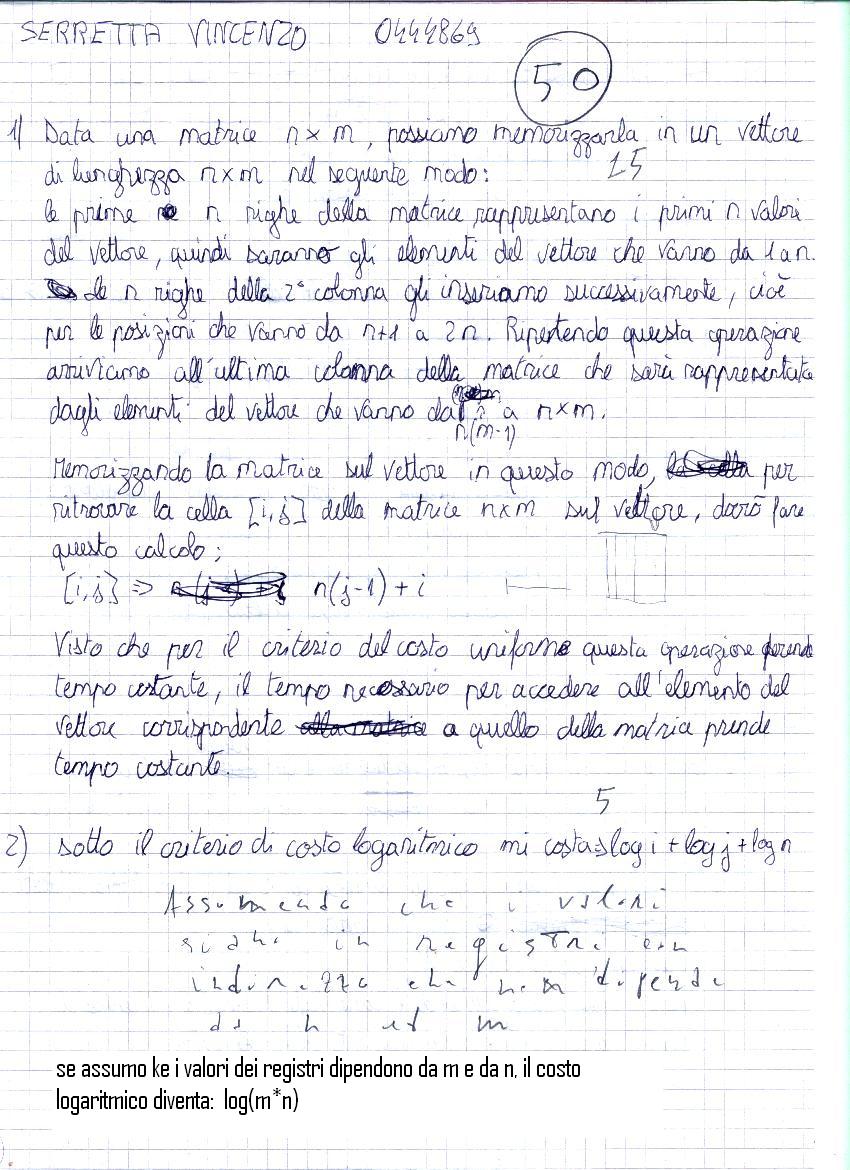 SERRETTA VINCENZO 0444869
50
1) Data una matrice n x m, possiamo memorizzarla in un vettore
di lunghezza n x m nel seguente modo: 15
le prime n righe della matrice rappresentano i primi n valori
del vettore, quindi saranno gli elementi del vettore che vanno da 1 a n.
Le n righe della 2ª colonna gli inseriamo successivamente, cioè
per le posizioni che vanno da n+1 a 2n. Ripentendo questa operazione
arriviamo all'ultima colonna della matrice che sarà rappresentata
dagli elementi del vettore che vanno da ? a n x m.
n(m-1)
Memorizzando la matrice sul vettore in questo modo, per
ritrovare la cella [i,j] della matrice n x m sul vettore, dovrò fare
questo calcolo;
[i,j] => n(j-1) + i
Visto che per il criterio del costo uniforme questa operazione prende
tempo costante, il tempo necessario per accedere all'elemento del
vettore corrispondente a quello della matrice prende
tempo costante.
5
2) sotto il criterio di costo logaritmico mi costa=>log i + log j + log n
Assumendo che i valori
siano in registri con
indirizzo che non dipende
da n ed m
se assumo ke i valori dei registri dipendono da m e da n, il costo
logaritmico diventa: log(m*n)